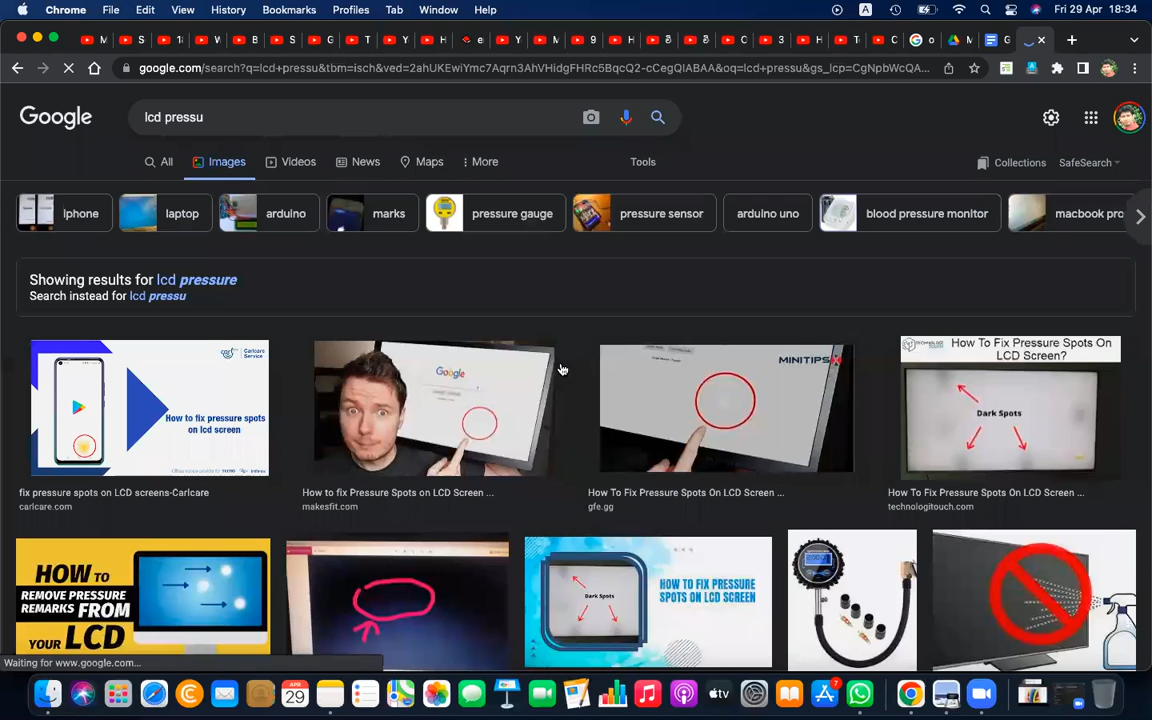 Chrome File Edit View History Bookmarks Profiles Tab Window Help
A
Fri 29 Apr 18:34
google.com/search?q=lcd+pressu&tbm=isch&ved=2ahUKEwiYmc7Aqrn3AhVHidgFHRc5BqcQ2-cCegQIABAA&oq=lcd+pressu&gs_lcp=CgNpbWcQA...
Google
lcd pressu
All Images Videos News Maps More Tools
Collections SafeSearch
Iphone laptop arduino marks pressure gauge pressure sensor arduino uno blood pressure monitor macbook pro
Showing results for lcd pressure
Search instead for lcd pressu
Carlcare
Service
How to fix pressure spots
on lcd screen
fix pressure spots on LCD screens-Carlcare
carlcare.com
Google
How to fix Pressure Spots on LCD Screen ...
makesfit.com
MINITIPSX
How To Fix Pressure Spots On LCD Screen ...
gfe.gg
How To Fix Pressure Spots On
LCD Screen?
Dark Spots
How To Fix Pressure Spots On LCD Screen ...
technologitouch.com
HOW TO
REMOVE PRESSURE
REMARKS FROM
YOUR LCD
Dark Spots
HOW TO FIX PRESSURE
SPOTS ON LCD SCREEN
Waiting for www.google.com...
APR
29
tv
7